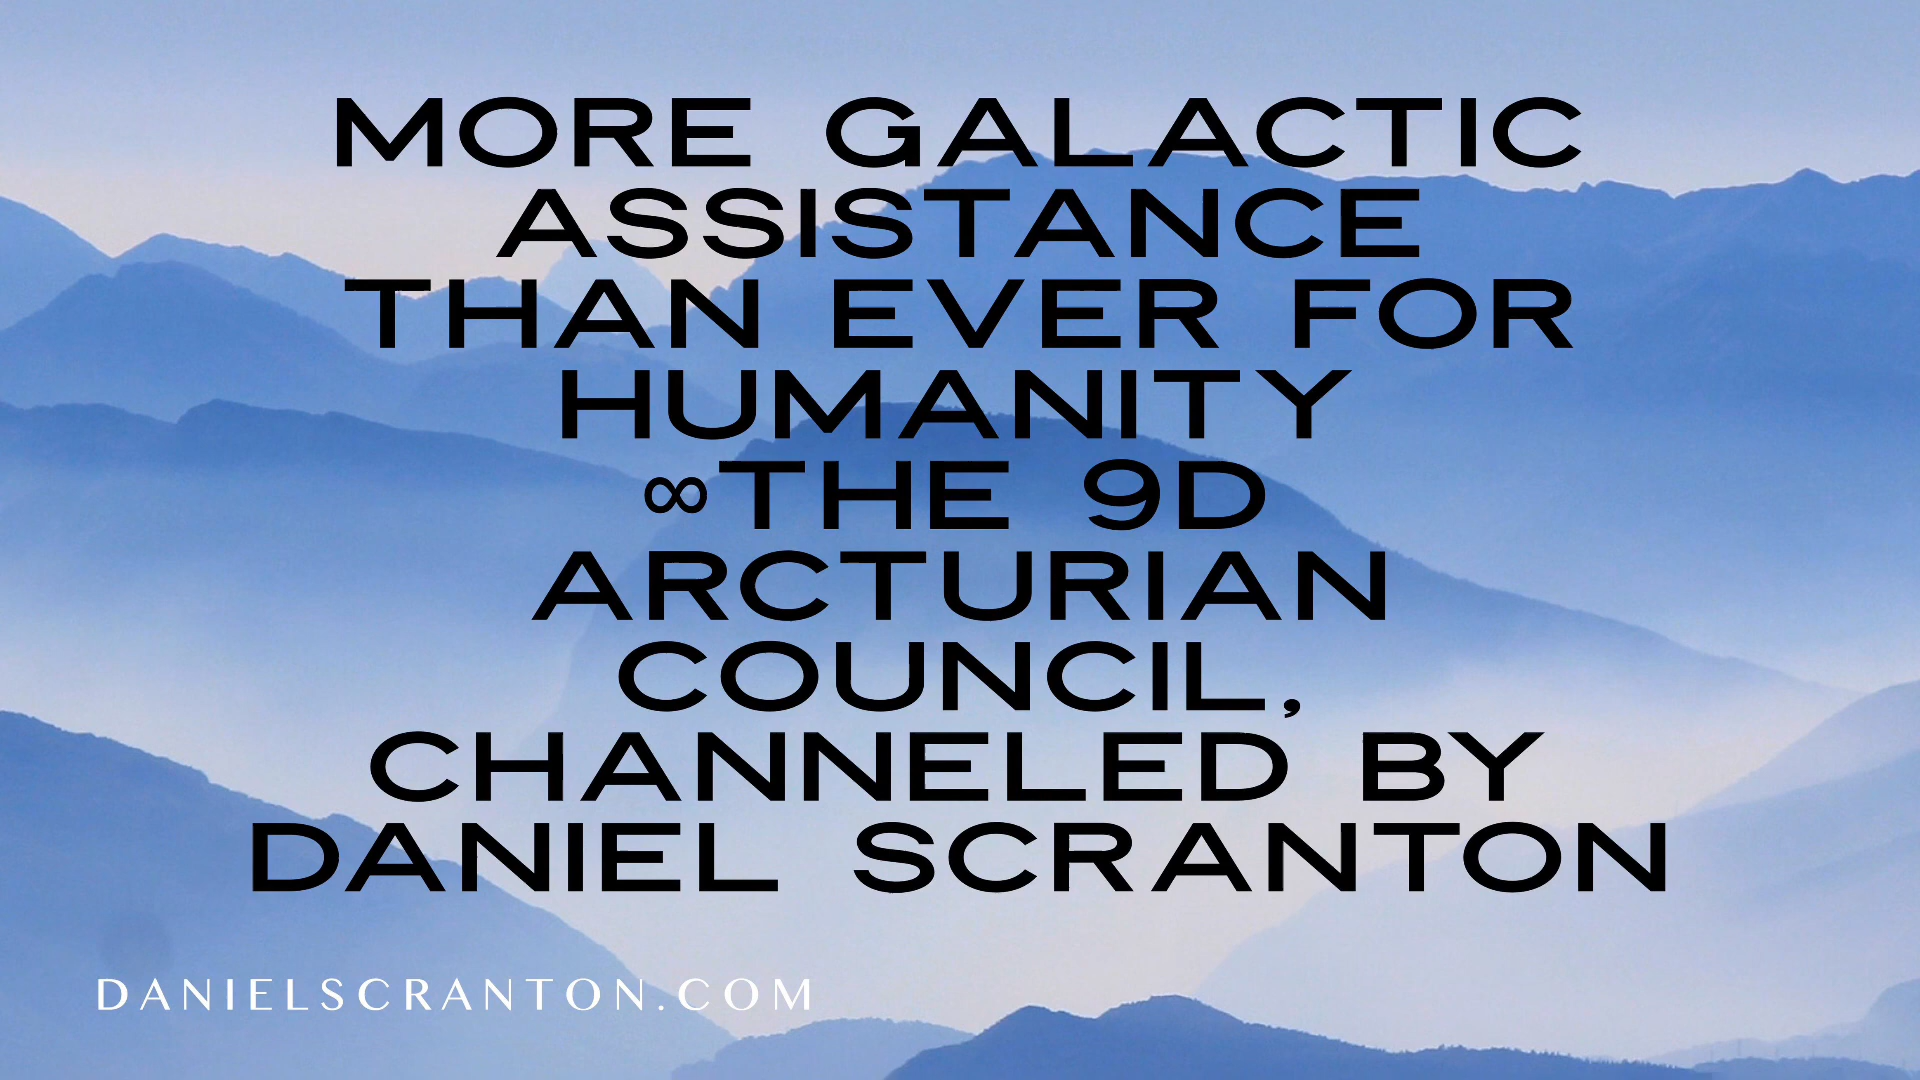 MORE GALACTIC
ASSISTANCE
THAN EVER FOR
HUMANITY
∞THE 9D
ARCTURIAN
COUNCIL,
CHANNELED BY
DANIEL SCRANTON
DANIELSCRANTON.COM